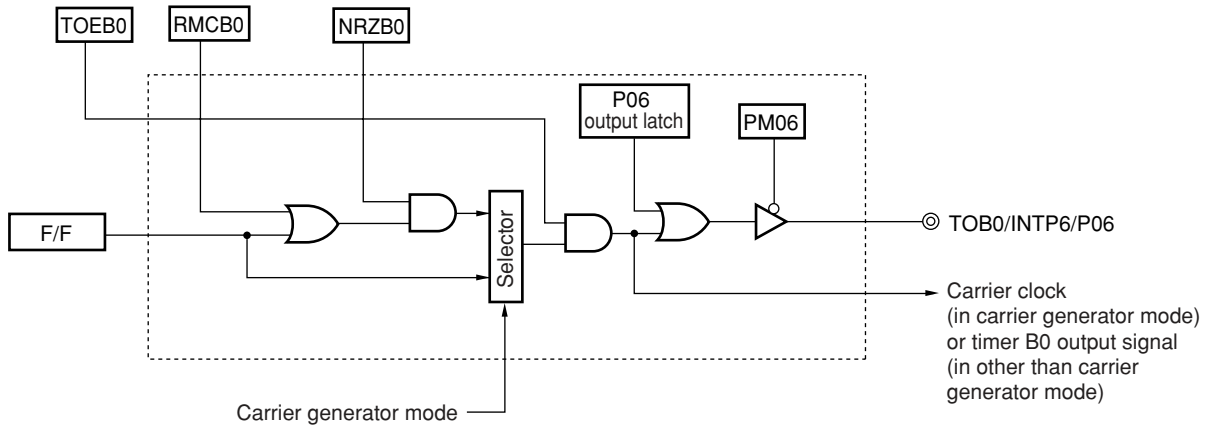 TOEB0
RMCB0
NRZB0
P06
output latch
PM06
F/F
Selector
TOB0/INTP6/P06
Carrier clock
(in carrier generator mode)
or timer B0 output signal
(in other than carrier
generator mode)
Carrier generator mode